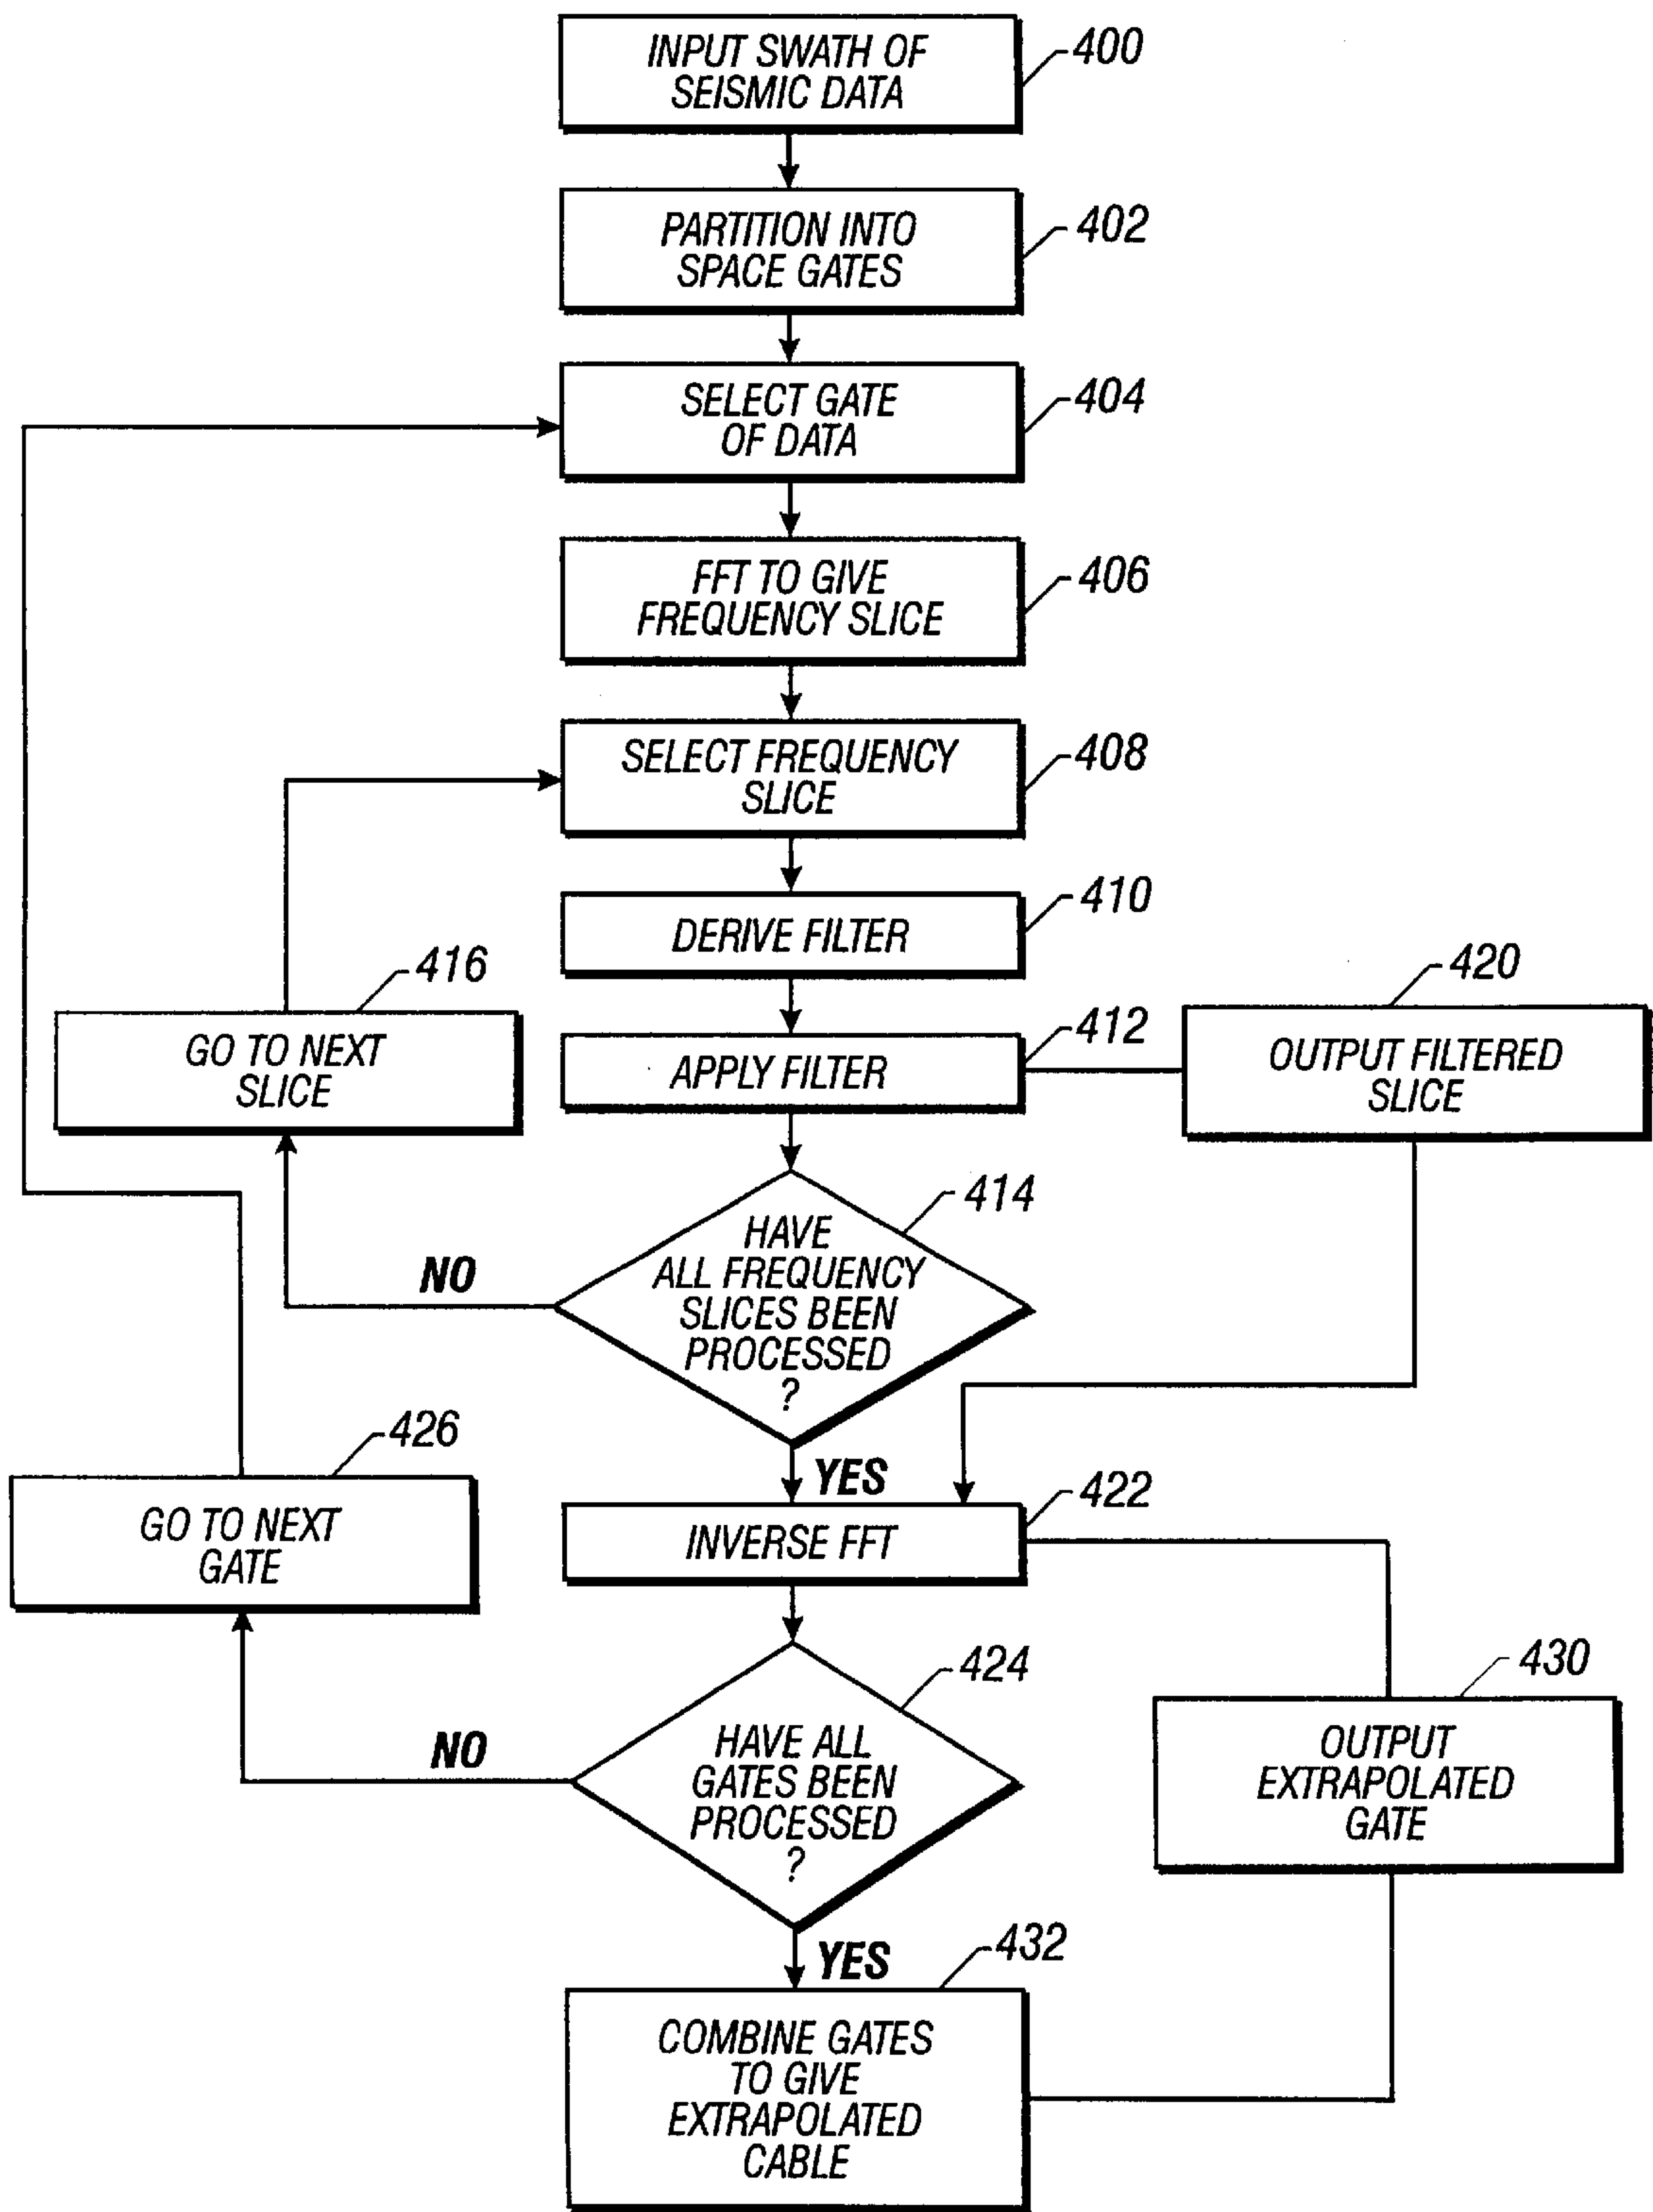 INPUT SWATH OF
SEISMIC DATA
400
PARTITION INTO
SPACE GATES
402
SELECT GATE
OF DATA
404
FFT TO GIVE
FREQUENCY SLICE
406
SELECT FREQUENCY
SLICE
408
DERIVE FILTER
410
GO TO NEXT
SLICE
416
APPLY FILTER
412
OUTPUT FILTERED
SLICE
420
HAVE
ALL FREQUENCY
SLICES BEEN
PROCESSED
?
414
NO
YES
GO TO NEXT
GATE
426
INVERSE FFT
422
HAVE ALL
GATES BEEN
PROCESSED
?
424
NO
YES
OUTPUT
EXTRAPOLATED
GATE
430
COMBINE GATES
TO GIVE
EXTRAPOLATED
CABLE
432